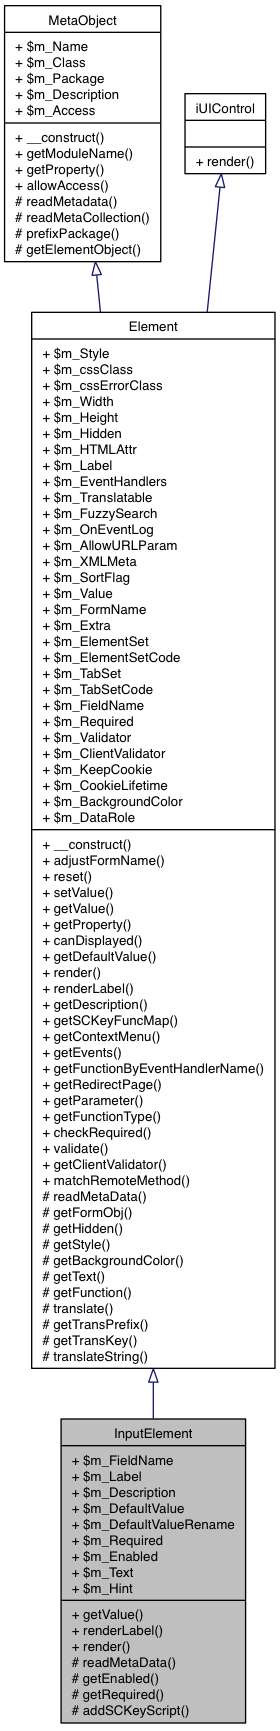 MetaObject
+ $m_Name
+ $m_Class
+ $m_Package
+ $m_Description
+ $m_Access
+ __construct()
+ getModuleName()
+ getProperty()
+ allowAccess()
# readMetadata()
# readMetaCollection()
# prefixPackage()
# getElementObject()
iUIControl
+ render()
Element
+ $m_Style
+ $m_cssClass
+ $m_cssErrorClass
+ $m_Width
+ $m_Height
+ $m_Hidden
+ $m_HTMLAttr
+ $m_Label
+ $m_EventHandlers
+ $m_Translatable
+ $m_FuzzySearch
+ $m_OnEventLog
+ $m_AllowURLParam
+ $m_XMLMeta
+ $m_SortFlag
+ $m_Value
+ $m_FormName
+ $m_Extra
+ $m_ElementSet
+ $m_ElementSetCode
+ $m_TabSet
+ $m_TabSetCode
+ $m_FieldName
+ $m_Required
+ $m_Validator
+ $m_ClientValidator
+ $m_KeepCookie
+ $m_CookieLifetime
+ $m_BackgroundColor
+ $m_DataRole
+ __construct()
+ adjustFormName()
+ reset()
+ setValue()
+ getValue()
+ getProperty()
+ canDisplayed()
+ getDefaultValue()
+ render()
+ renderLabel()
+ getDescription()
+ getSCKeyFuncMap()
+ getContextMenu()
+ getEvents()
+ getFunctionByEventHandlerName()
+ getRedirectPage()
+ getParameter()
+ getFunctionType()
+ checkRequired()
+ validate()
+ getClientValidator()
+ matchRemoteMethod()
# readMetaData()
# getFormObj()
# getHidden()
# getStyle()
# getBackgroundColor()
# getText()
# getFunction()
# translate()
# getTransPrefix()
# getTransKey()
# translateString()
InputElement
+ $m_FieldName
+ $m_Label
+ $m_Description
+ $m_DefaultValue
+ $m_DefaultValueRename
+ $m_Required
+ $m_Enabled
+ $m_Text
+ $m_Hint
+ getValue()
+ renderLabel()
+ render()
# readMetaData()
# getEnabled()
# getRequired()
# addSCKeyScript()